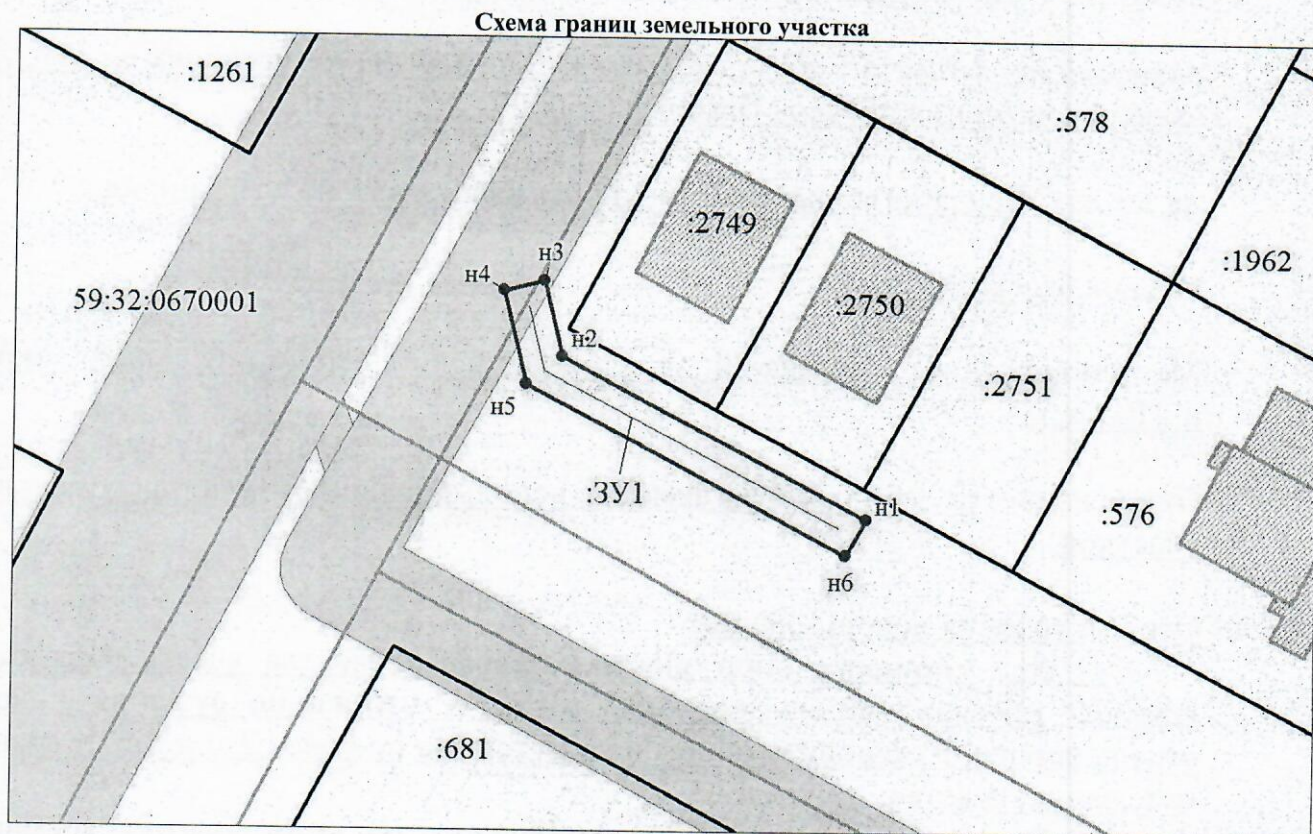 Схема границ земельного участка
:1261
:578
:2749
:1962
н3
н4
59:32:0670001
:2750
н2
:2751
н5
:ЗУ1
н1
:576
н6
:681